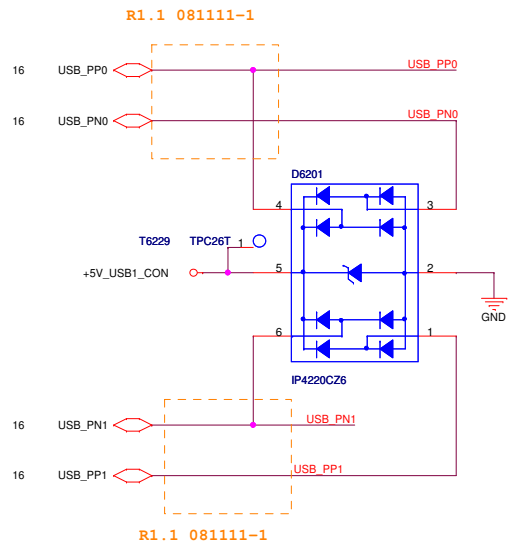 R1.1 081111-1
16 USB_PP0 USB_PP0
16 USB_PN0 USB_PN0
D6201
4 3
T6229 TPC26T 1
+5V_USB1_CON 5 2
GND
6 1
IP4220CZ6
16 USB_PN1 USB_PN1
16 USB_PP1 USB_PP1
R1.1 081111-1